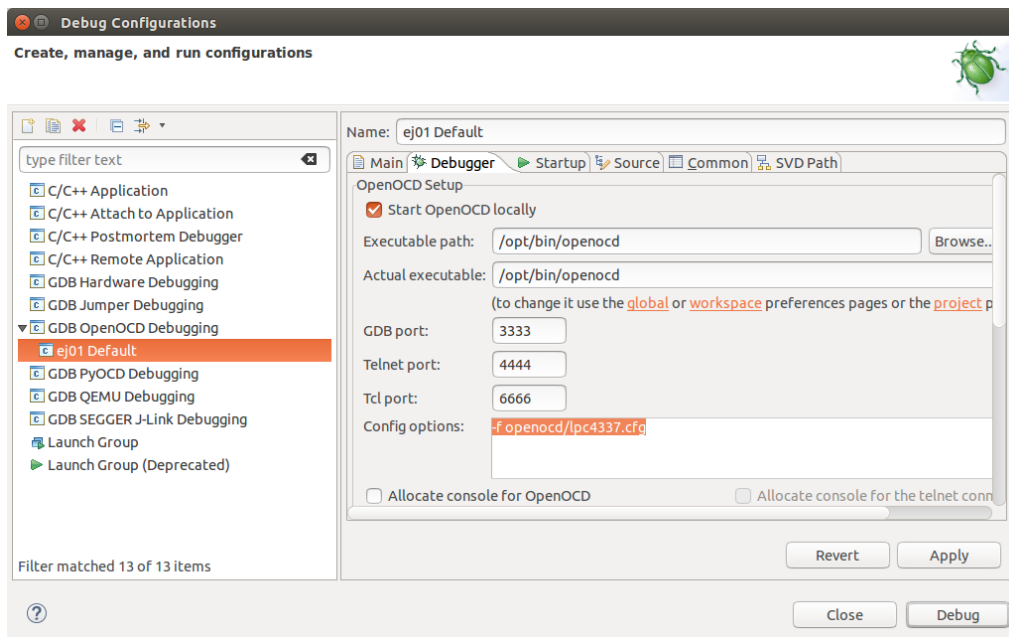 Debug Configurations
Create, manage, and run configurations
type filter text
C/C++ Application
C/C++ Attach to Application
C/C++ Postmortem Debugger
C/C++ Remote Application
GDB Hardware Debugging
GDB Jumper Debugging
GDB OpenOCD Debugging
ej01 Default
GDB PyOCD Debugging
GDB QEMU Debugging
GDB SEGGER J-Link Debugging
Launch Group
Launch Group (Deprecated)
Filter matched 13 of 13 items
Name: ej01 Default
Main Debugger Startup Source Common SVD Path
OpenOCD Setup
Start OpenOCD locally
Executable path: /opt/bin/openocd Browse..
Actual executable: /opt/bin/openocd
(to change it use the global or workspace preferences pages or the project p
GDB port: 3333
Telnet port: 4444
Tcl port: 6666
Config options: -f openocd/lpc4337.cfg
Allocate console for OpenOCD Allocate console for the telnet conn
Revert Apply
? Close Debug